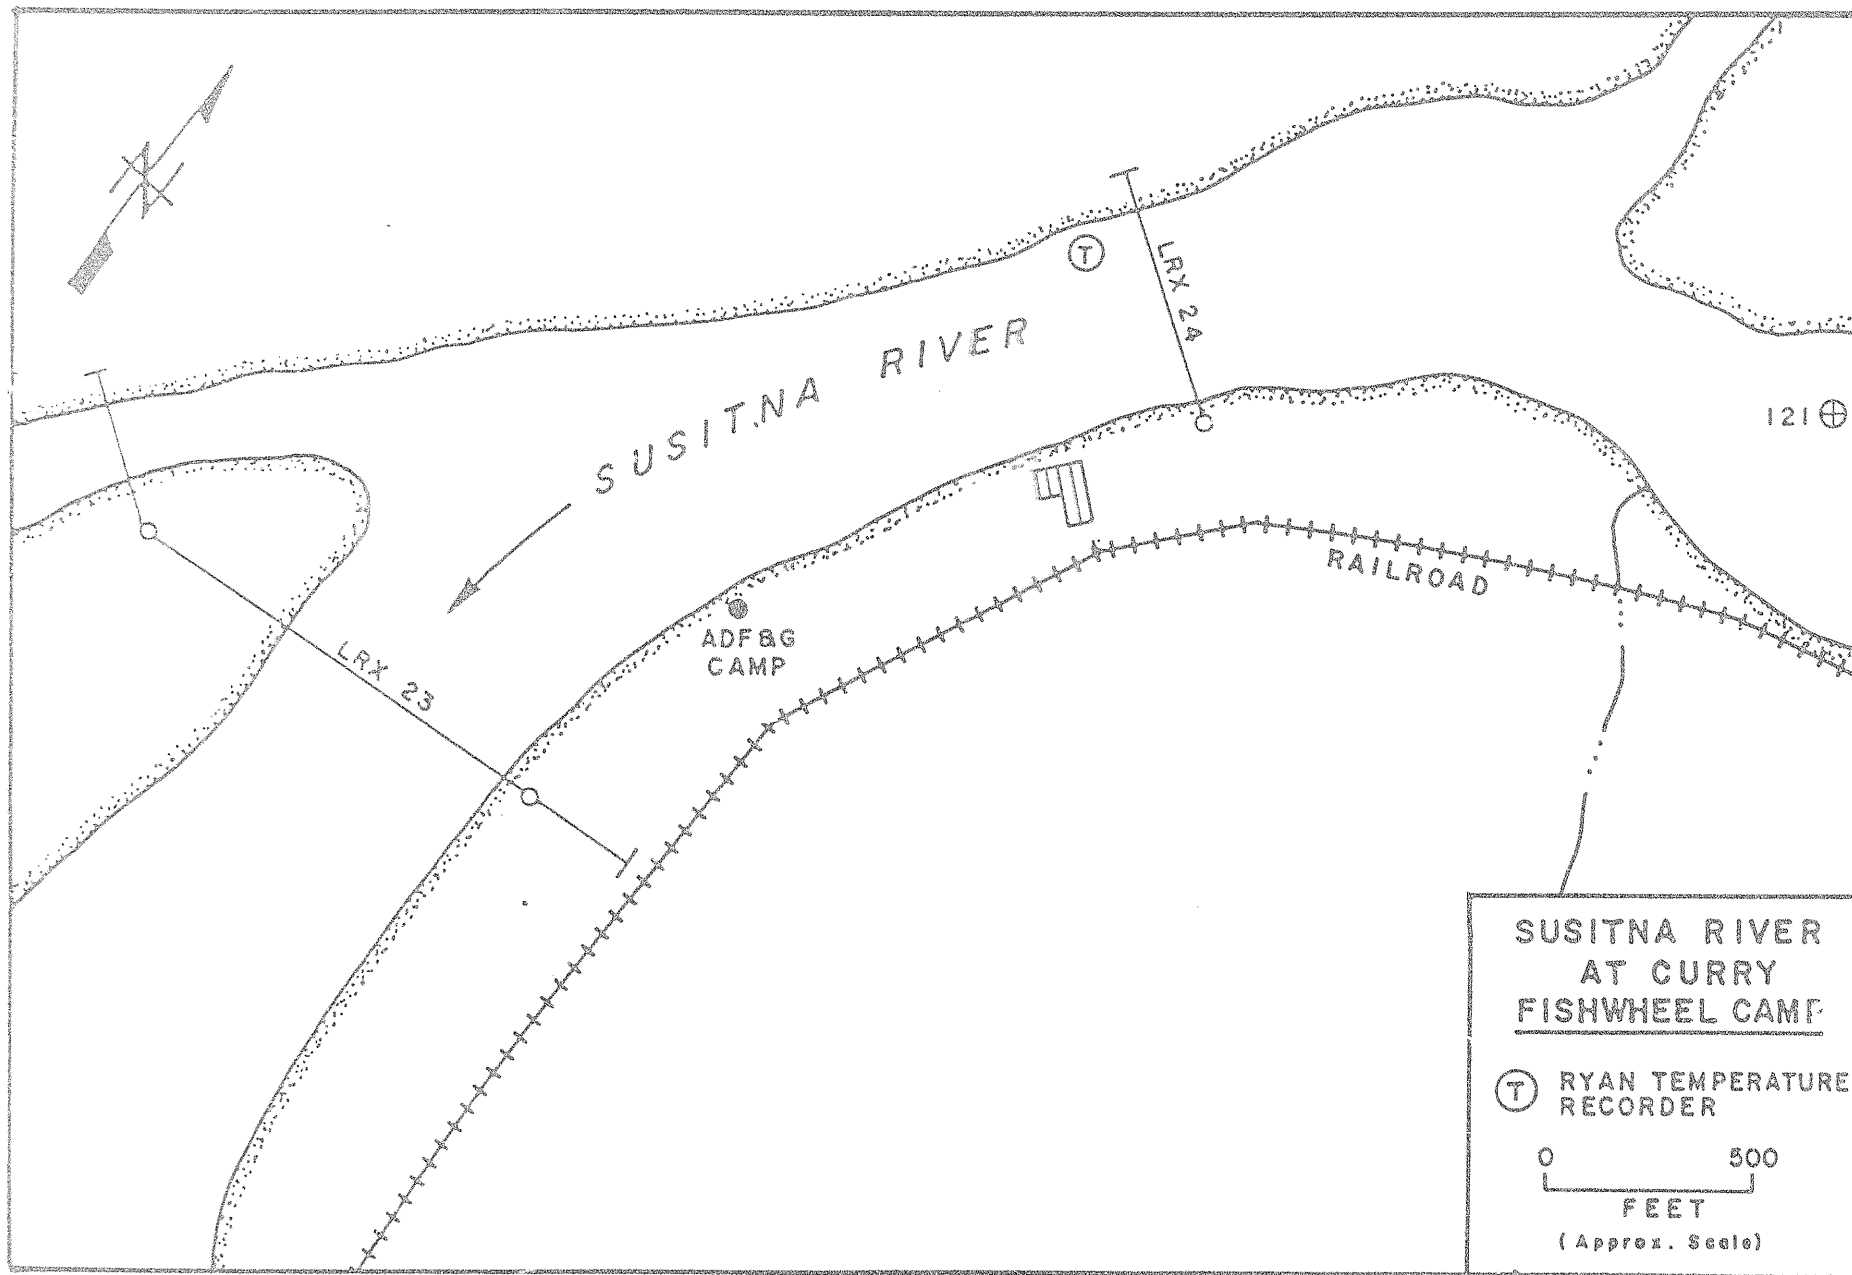 N
LRX 24
T
SUSITNA RIVER
121
RAILROAD
ADF&G
CAMP
LRX 23
SUSITNA RIVER
AT CURRY
FISHWHEEL CAMP
T RYAN TEMPERATURE
RECORDER
0 500
FEET
(Approx. Scale)